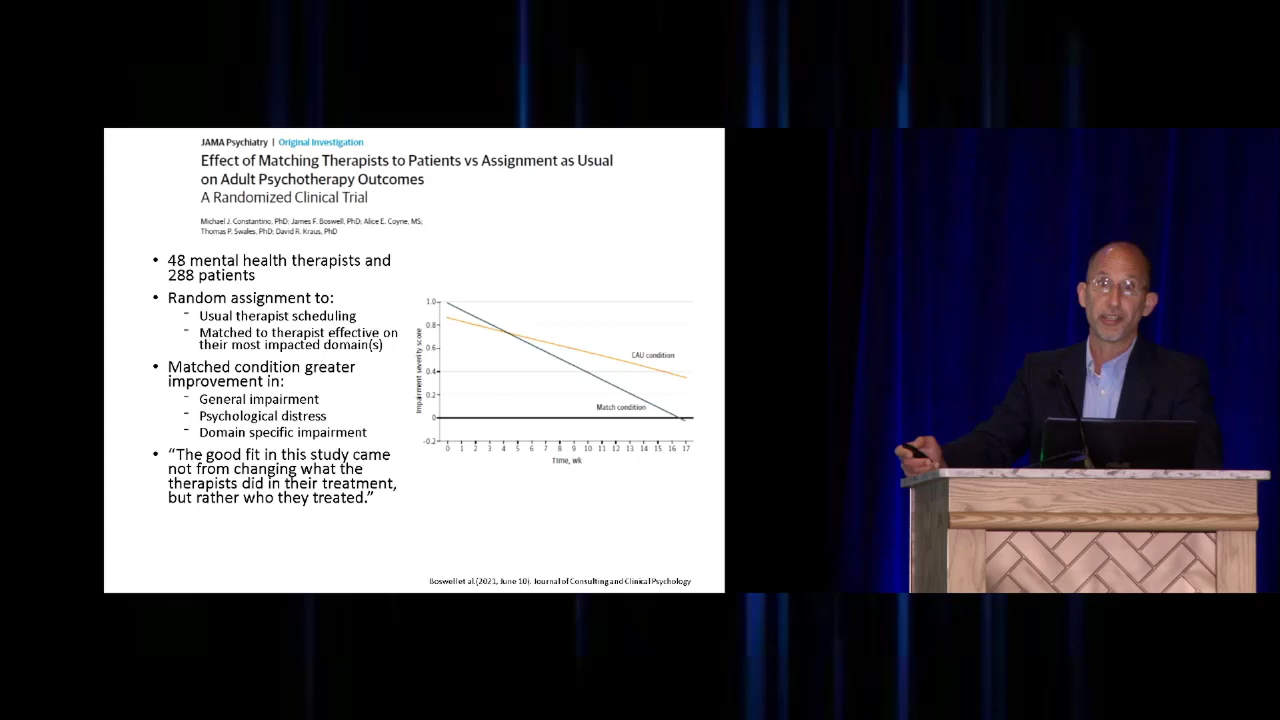 JAMA Psychiatry | Original Investigation
Effect of Matching Therapists to Patients vs Assignment as Usual
on Adult Psychotherapy Outcomes
A Randomized Clinical Trial
Michael J. Constantino, PhD; James F. Boswell, PhD; Alice E. Coyne, MS;
Thomas P. Swales, PhD; David R. Kraus, PhD
• 48 mental health therapists and
288 patients
• Random assignment to:
- Usual therapist scheduling
- Matched to therapist effective on
their most impacted domain(s)
• Matched condition greater
improvement in:
- General impairment
- Psychological distress
- Domain specific impairment
• “The good fit in this study came
not from changing what the
therapists did in their treatment,
but rather who they treated.”
Impairment severity score
1.0
0.8
0.6
0.4
0.2
0
-0.2
CAU condition
Match condition
0 1 2 3 4 5 6 7 8 9 10 11 12 13 14 15 16 17
Time, wk
Boswell et al.(2021, June 10). Journal of Consulting and Clinical Psychology